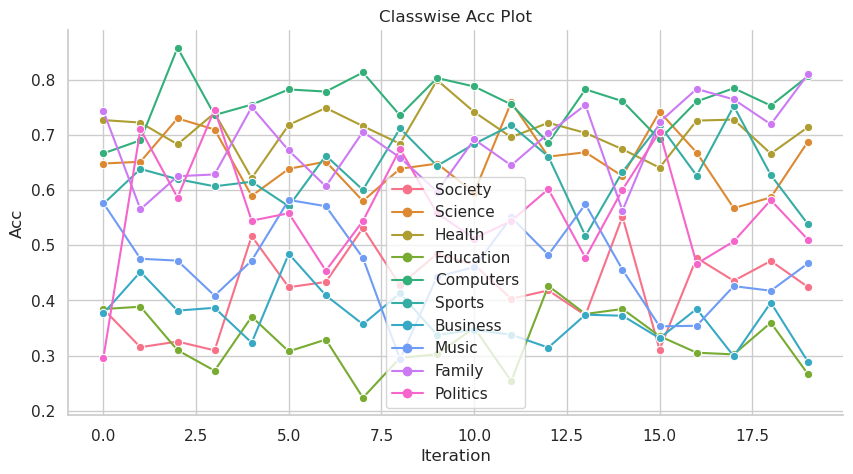 Classwise Acc Plot
Acc
0.8
0.7
0.6
0.5
0.4
0.3
0.2
Society
Science
Health
Education
Computers
Sports
Business
Music
Family
Politics
0.0 2.5 5.0 7.5 10.0 12.5 15.0 17.5
Iteration